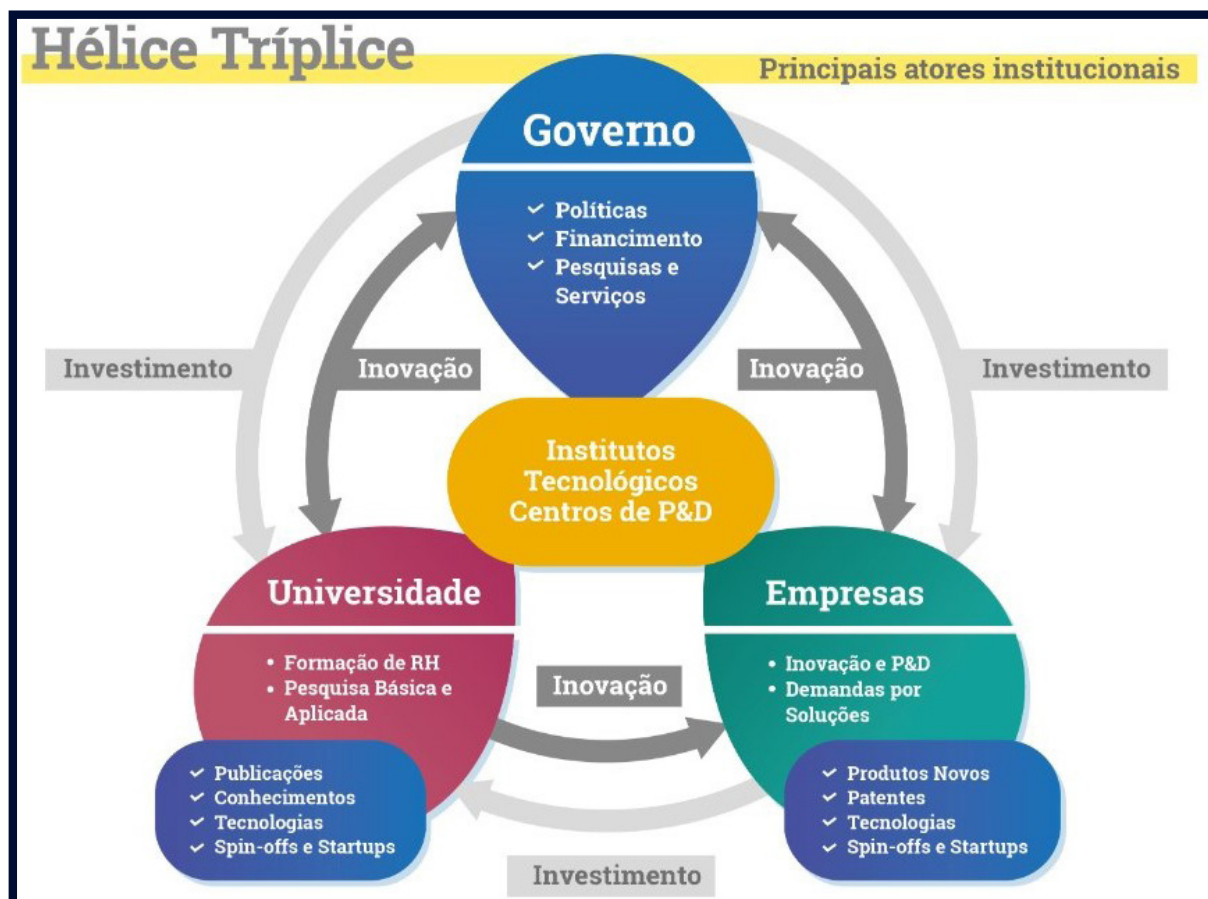 Hélice Tríplice
Principais atores institucionais
Governo
Políticas
Financimento
Pesquisas e
Serviços
Investimento
Inovação
Inovação
Investimento
Institutos
Tecnológicos
Centros de P&D
Universidade
Formação de RH
Pesquisa Básica e
Aplicada
Inovação
Empresas
Inovação e P&D
Demandas por
Soluções
Publicações
Conhecimentos
Tecnologias
Spin-offs e Startups
Produtos Novos
Patentes
Tecnologias
Spin-offs e Startups
Investimento